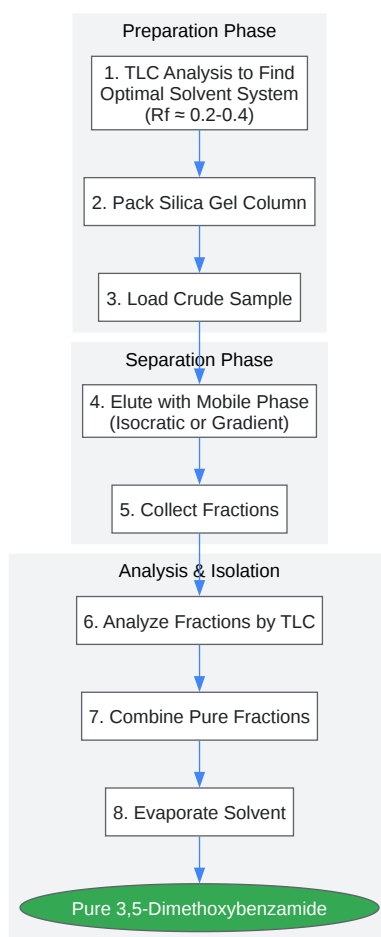 Preparation Phase
1. TLC Analysis to Find
Optimal Solvent System
(Rf ≈ 0.2-0.4)
2. Pack Silica Gel Column
3. Load Crude Sample
Separation Phase
4. Elute with Mobile Phase
(Isocratic or Gradient)
5. Collect Fractions
Analysis & Isolation
6. Analyze Fractions by TLC
7. Combine Pure Fractions
8. Evaporate Solvent
Pure 3,5-Dimethoxybenzamide